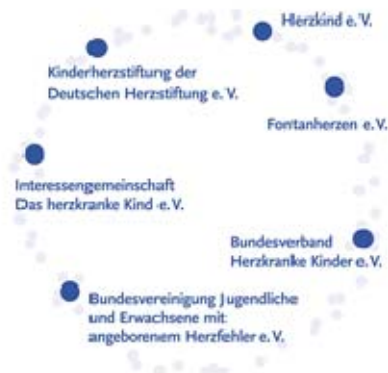 Herzkind e. V.
Kinderherzstiftung der
Deutschen Herzstiftung e. V.
Fontanherzen e. V.
Interessengemeinschaft
Das herzkranke Kind e. V.
Bundesverband
Herzkranke Kinder e. V.
Bundesvereinigung Jugendliche
und Erwachsene mit
angeborenem Herzfehler e. V.